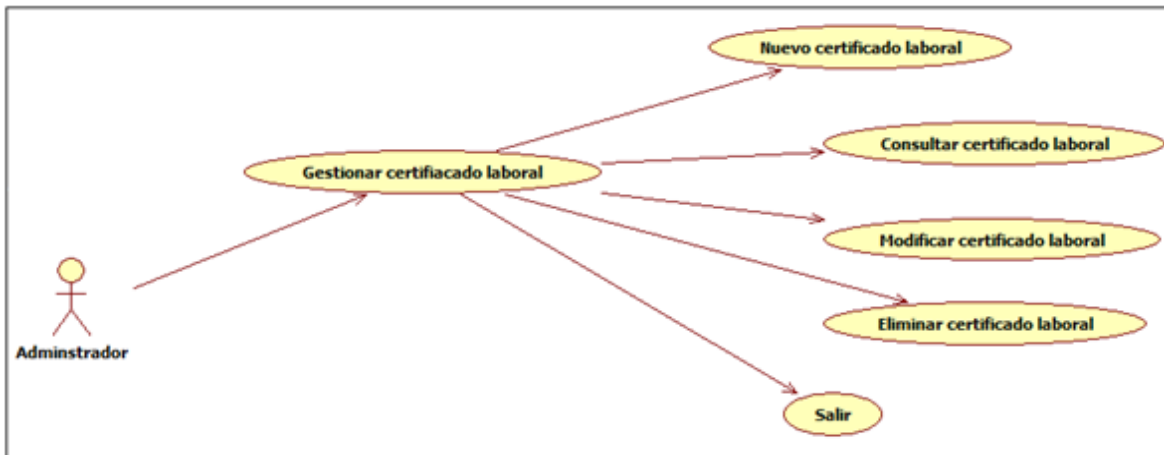 Nuevo certificado laboral
Consultar certificado laboral
Gestionar certifiacado laboral
Modificar certificado laboral
Eliminar certificado laboral
Adminstrador
Salir